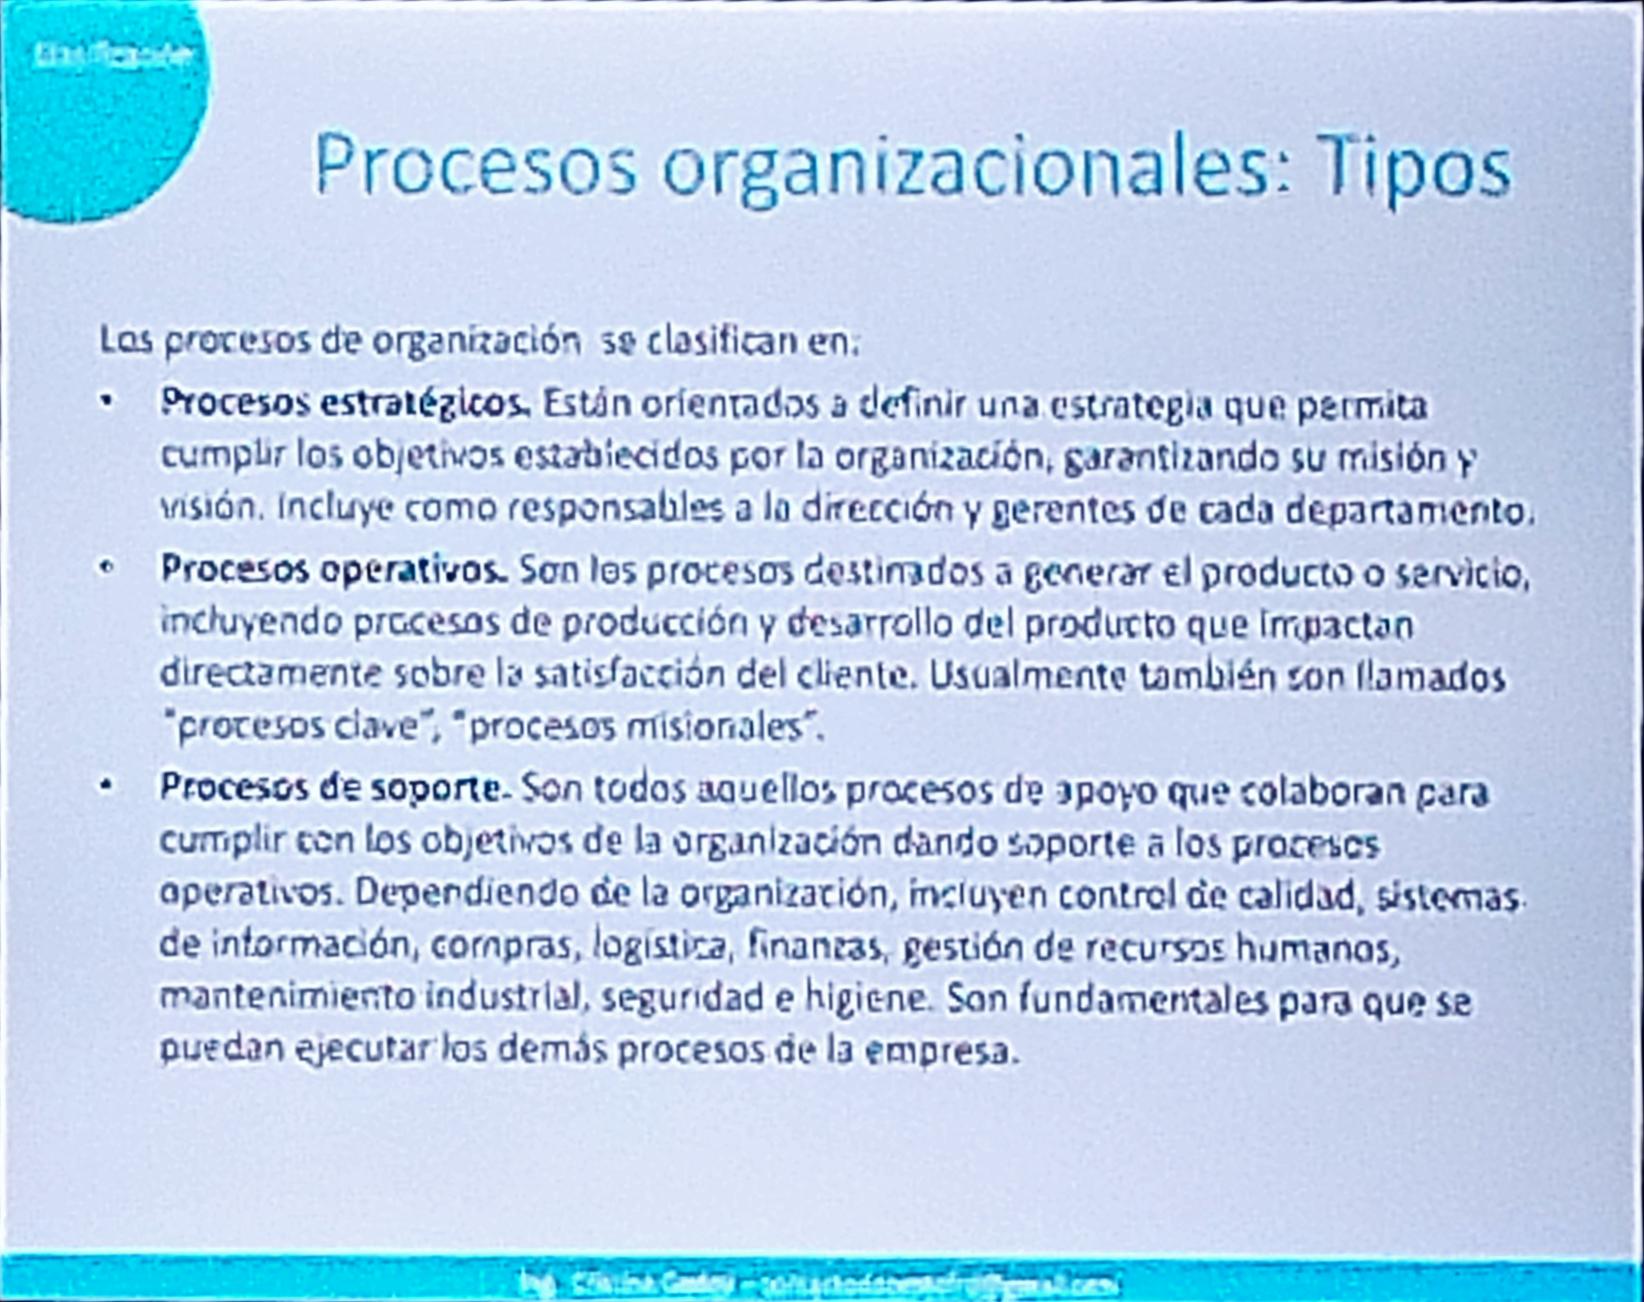 Clasificación
Procesos organizacionales: Tipos
Los procesos de organización se clasifican en:
• Procesos estratégicos. Están orientados a definir una estrategia que permita
cumplir los objetivos establecidos por la organización, garantizando su misión y
visión. Incluye como responsables a la dirección y gerentes de cada departamento.
• Procesos operativos. Son los procesos destinados a generar el producto o servicio,
incluyendo procesos de producción y desarrollo del producto que impactan
directamente sobre la satisfacción del cliente. Usualmente también son llamados
"procesos clave", "procesos misionales".
• Procesos de soporte. Son todos aquellos procesos de apoyo que colaboran para
cumplir con los objetivos de la organización dando soporte a los procesos
operativos. Dependiendo de la organización, incluyen control de calidad, sistemas
de información, compras, logística, finanzas, gestión de recursos humanos,
mantenimiento industrial, seguridad e higiene. Son fundamentales para que se
puedan ejecutar los demás procesos de la empresa.
Ing. Cristina